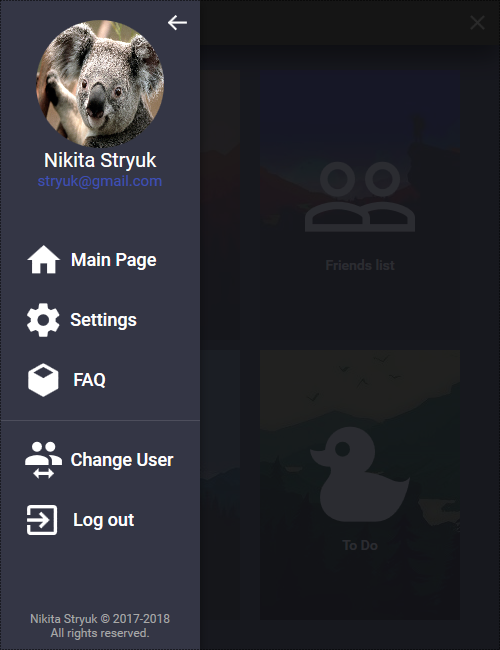 Nikita Stryuk
stryuk@gmail.com
Main Page
Settings
FAQ
Change User
Log out
Nikita Stryuk © 2017-2018
All rights reserved.
Friends list
To Do